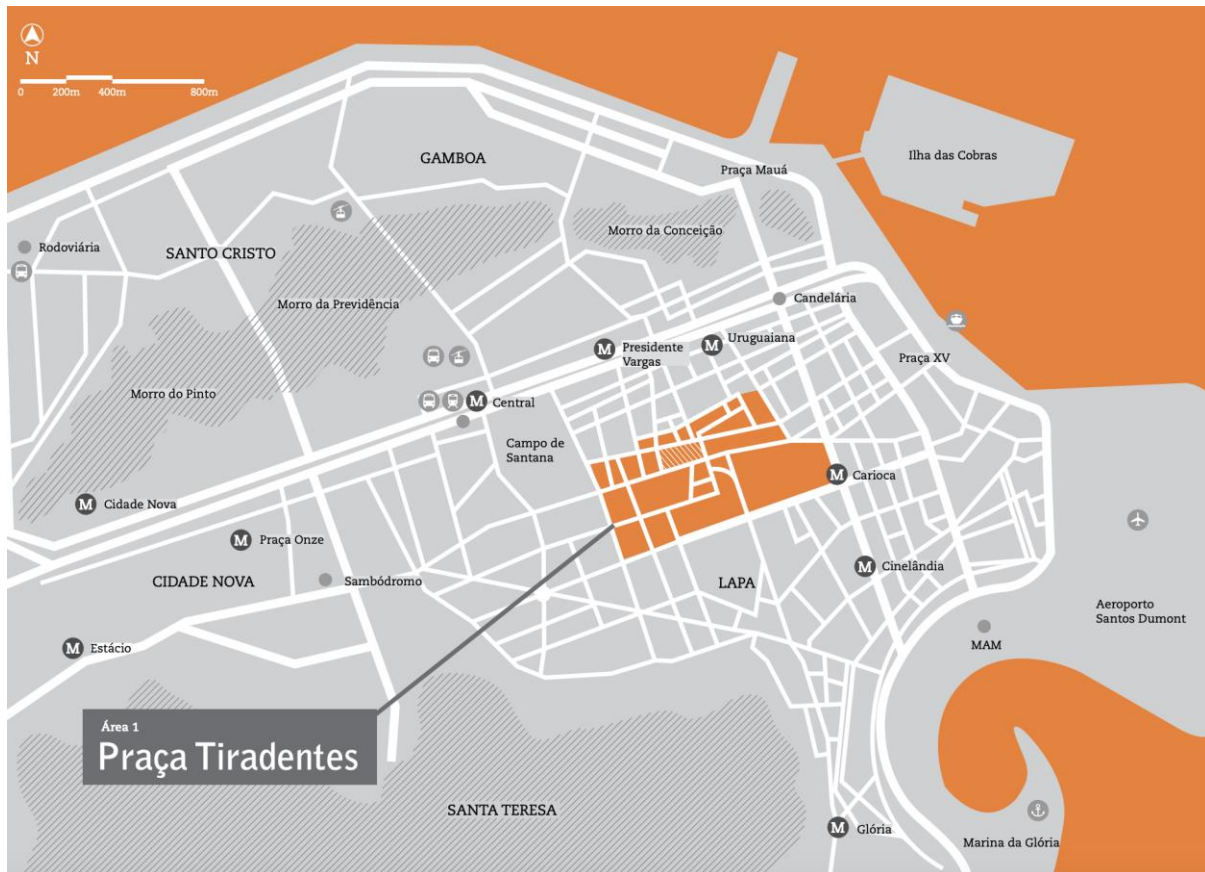 N
0 200m 400m 800m
GAMBOA
Praça Mauá
Ilha das Cobras
Rodoviária
SANTO CRISTO
Morro da Conceição
Morro da Previdência
Candelária
Presidente
Vargas
Uruguaiana
Praça XV
Morro do Pinto
Central
Campo de
Santana
M Carioca
M Cidade Nova
M Praça Onze
CIDADE NOVA
Sambódromo
LAPA
M Cinelândia
Aeroporto
Santos Dumont
MAM
M Estácio
Área 1
Praça Tiradentes
SANTA TERESA
M Glória
Marina da Glória
M
M
M